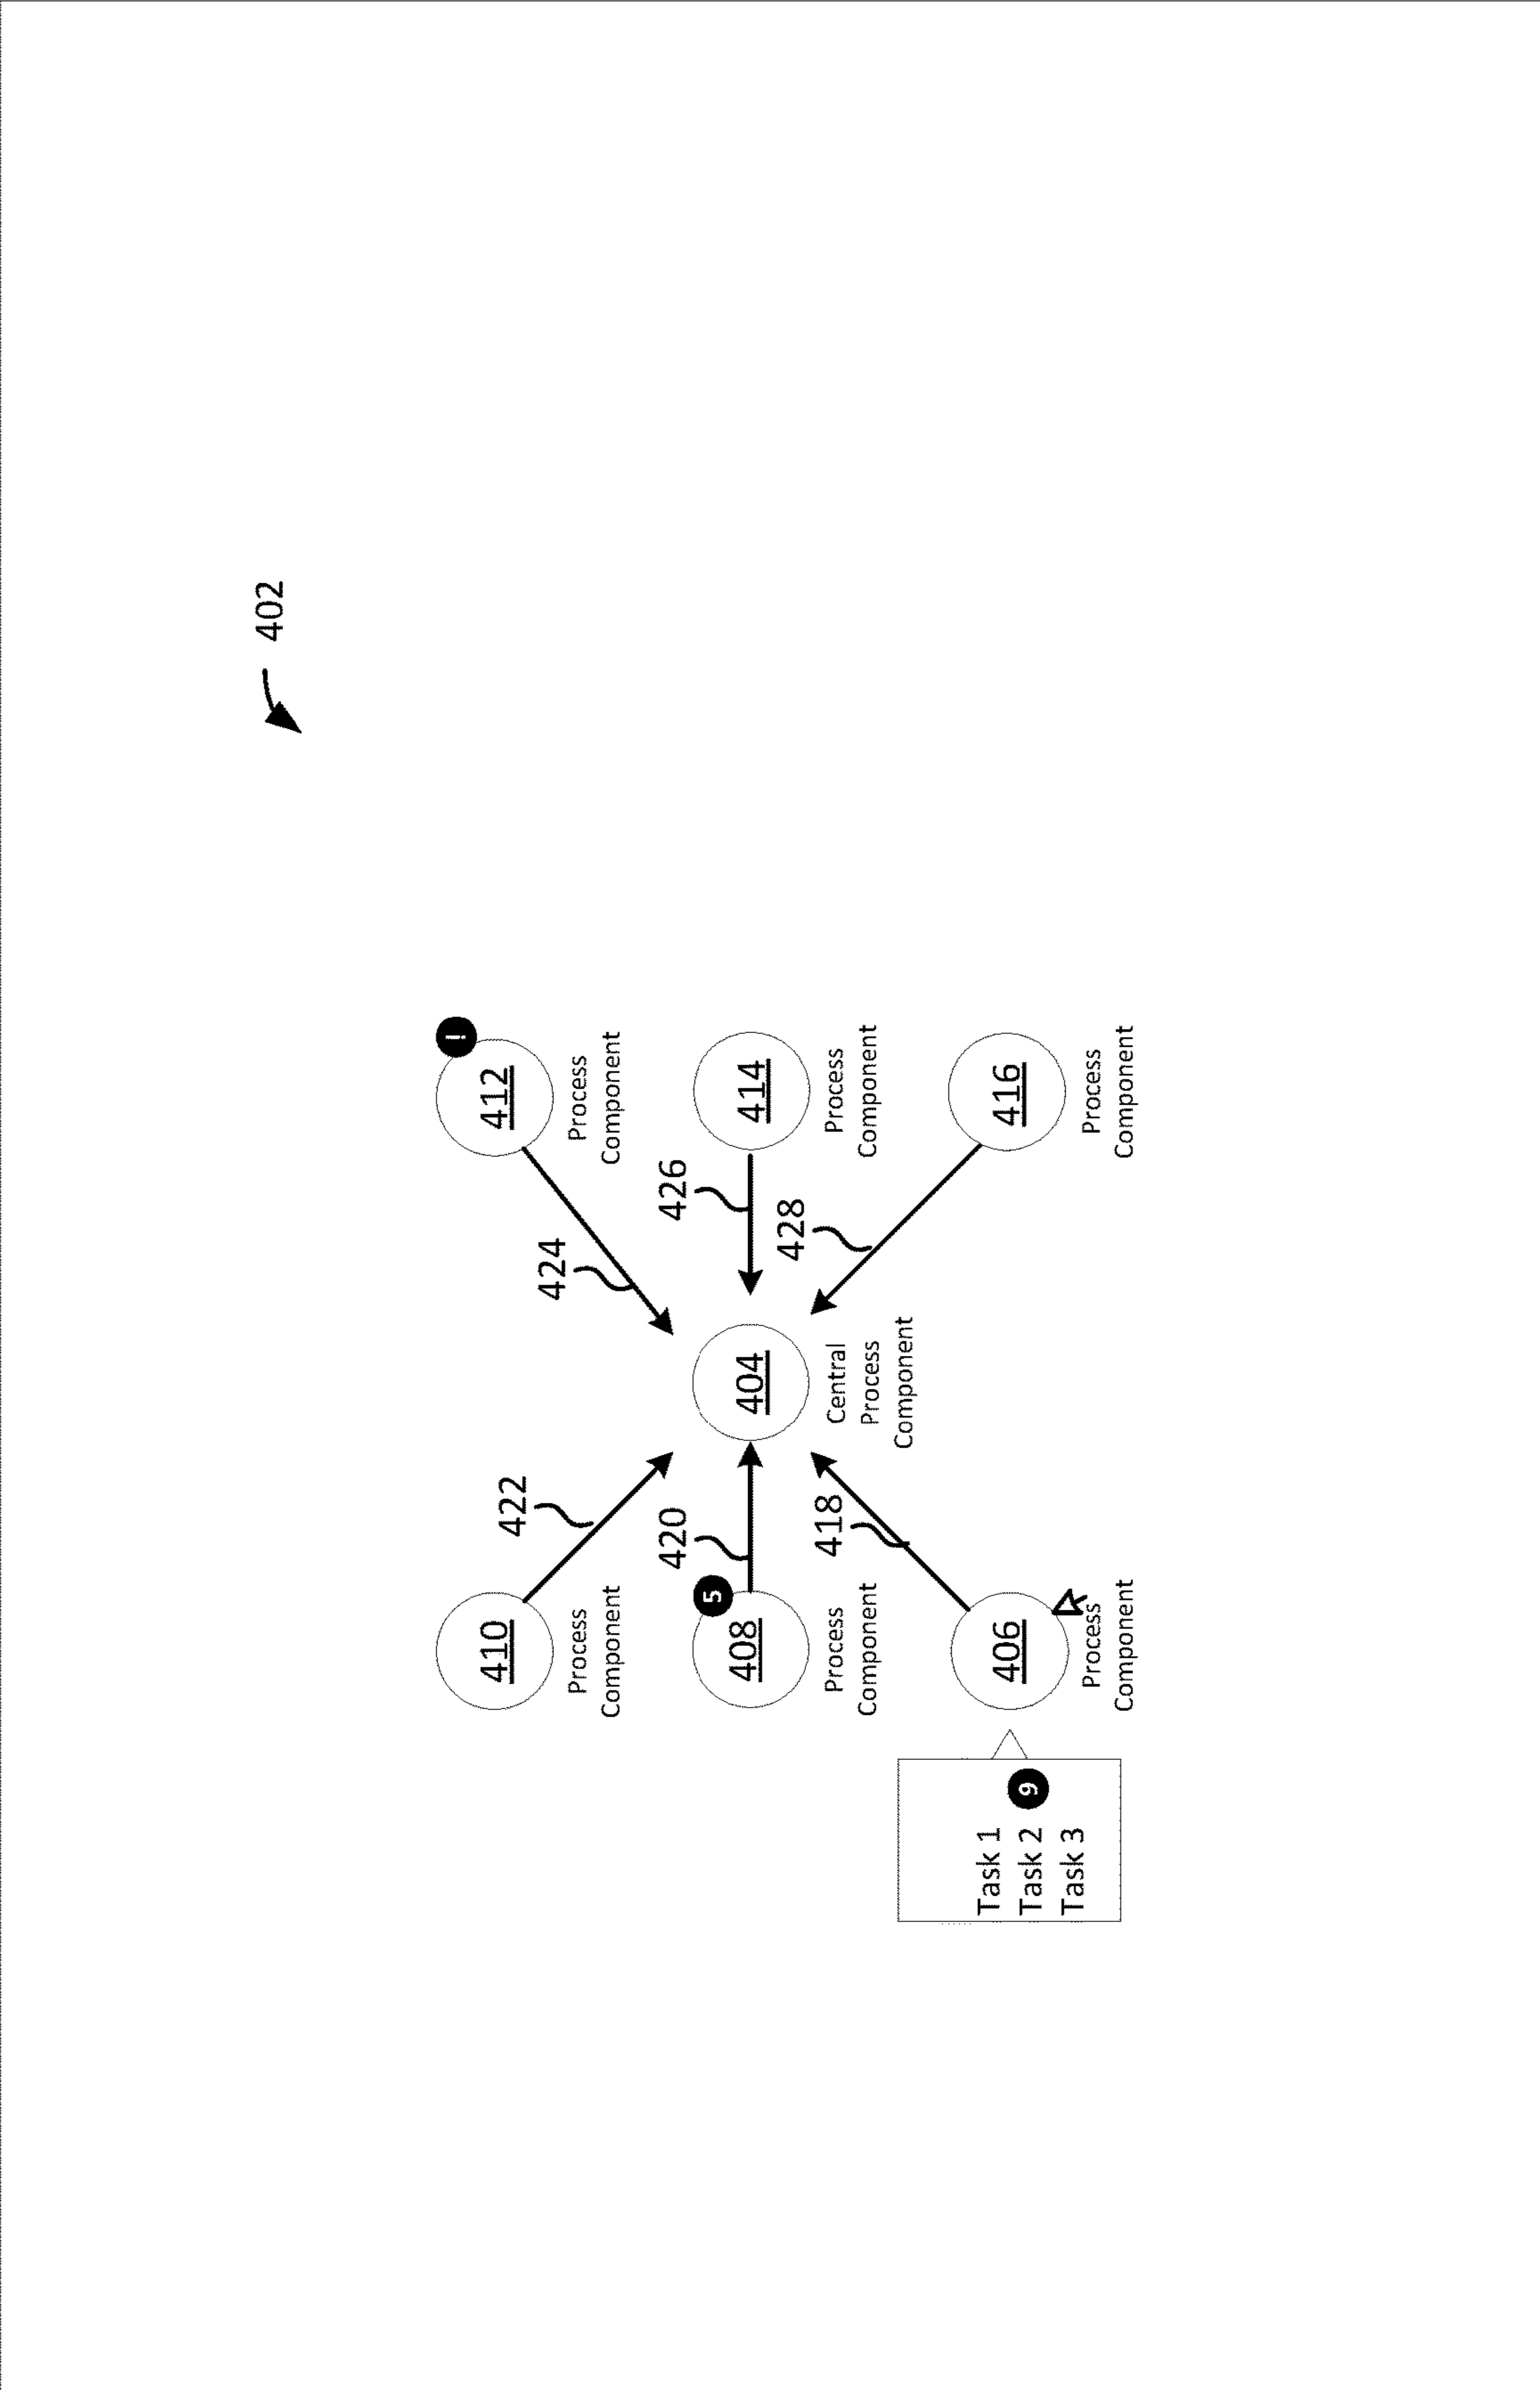 402
!
410
412
422
424
Process
Component
Process
Component
420
426
5
408
404
414
428
418
Process
Component
Central
Process
Component
Process
Component
Task 1
Task 2 9
Task 3
406
416
Process
Component
Process
Component